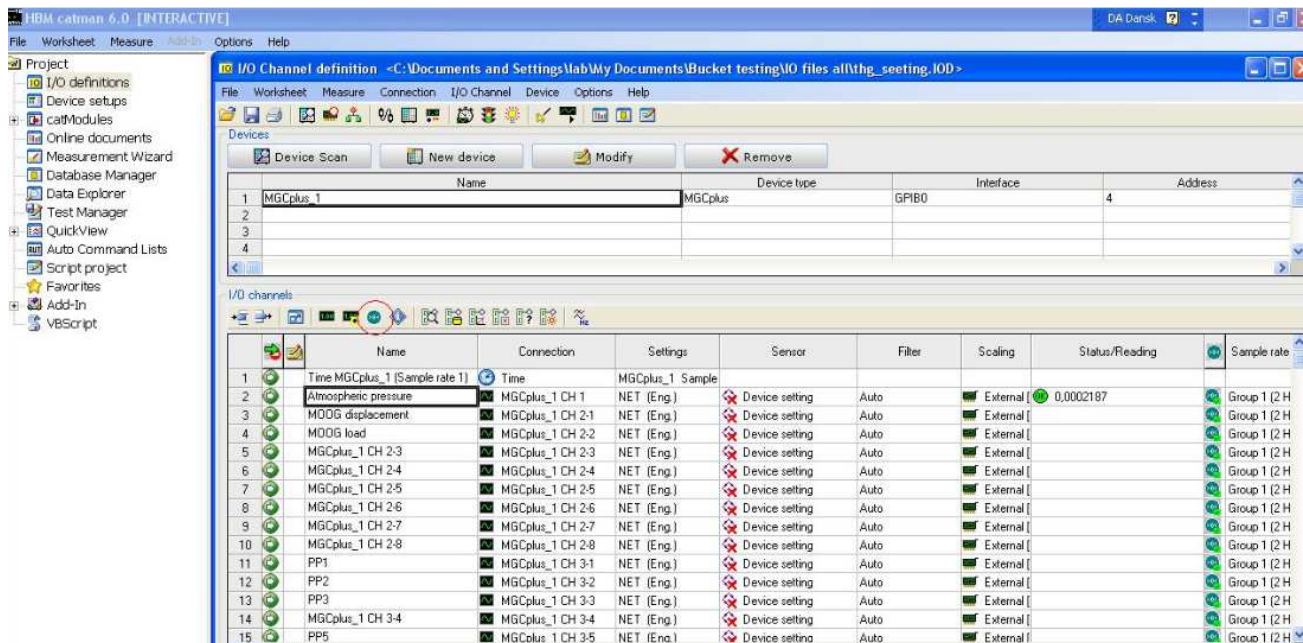 HBM catman 6.0 [INTERACTIVE]
DA Dansk
File Worksheet Measure Add-In Options Help
Project
I/O definitions
Device setups
catModules
Online documents
Measurement Wizard
Database Manager
Data Explorer
Test Manager
QuickView
Auto Command Lists
Script project
Favorites
Add-In
VBScript
I/O Channel definition <C:\Documents and Settings\lab\My Documents\Bucket testing\IO files all\thg_seeting.IOD>
File Worksheet Measure Connection I/O Channel Device Options Help
Devices
Device Scan New device Modify Remove
Name Device type Interface Address
1 MGCplus_1 MGCplus GPIB0 4
2
3
4
I/O channels
Name Connection Settings Sensor Filter Scaling Status/Reading Sample rate
1 Time MGCplus_1 (Sample rate 1) Time MGCplus_1 Sample
2 Atmospheric pressure MGCplus_1 CH 1 NET (Eng.) Device setting Auto External [ 0,0002187 Group 1 (2 H
3 MOOG displacement MGCplus_1 CH 2-1 NET (Eng.) Device setting Auto External [ Group 1 (2 H
4 MOOG load MGCplus_1 CH 2-2 NET (Eng.) Device setting Auto External [ Group 1 (2 H
5 MGCplus_1 CH 2-3 MGCplus_1 CH 2-3 NET (Eng.) Device setting Auto External [ Group 1 (2 H
6 MGCplus_1 CH 2-4 MGCplus_1 CH 2-4 NET (Eng.) Device setting Auto External [ Group 1 (2 H
7 MGCplus_1 CH 2-5 MGCplus_1 CH 2-5 NET (Eng.) Device setting Auto External [ Group 1 (2 H
8 MGCplus_1 CH 2-6 MGCplus_1 CH 2-6 NET (Eng.) Device setting Auto External [ Group 1 (2 H
9 MGCplus_1 CH 2-7 MGCplus_1 CH 2-7 NET (Eng.) Device setting Auto External [ Group 1 (2 H
10 MGCplus_1 CH 2-8 MGCplus_1 CH 2-8 NET (Eng.) Device setting Auto External [ Group 1 (2 H
11 PP1 MGCplus_1 CH 3-1 NET (Eng.) Device setting Auto External [ Group 1 (2 H
12 PP2 MGCplus_1 CH 3-2 NET (Eng.) Device setting Auto External [ Group 1 (2 H
13 PP3 MGCplus_1 CH 3-3 NET (Eng.) Device setting Auto External [ Group 1 (2 H
14 MGCplus_1 CH 3-4 MGCplus_1 CH 3-4 NET (Eng.) Device setting Auto External [ Group 1 (2 H
15 PP5 MGCplus_1 CH 3-5 NET (Eng.) Device setting Auto External [ Group 1 (2 H